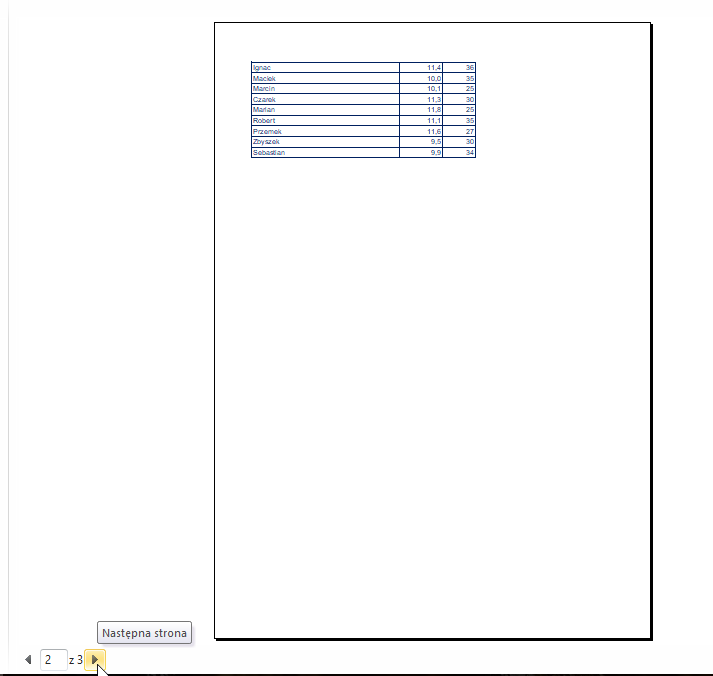 Ignac 11,4 36
Maciek 10,0 35
Marcin 10,1 25
Czarek 11,3 30
Marian 11,8 25
Robert 11,1 35
Przemek 11,6 27
Zbyszek 9,5 30
Sebastian 9,9 34
Następna strona
2 z 3